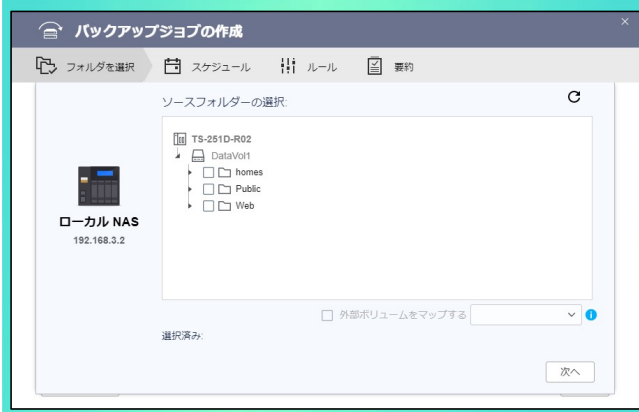 バックアップジョブの作成
フォルダを選択 スケジュール ルール 要約
ソースフォルダーの選択:
TS-251D-R02
DataVol1
homes
Public
Web
ローカル NAS
192.168.3.2
外部ボリュームをマップする
選択済み:
次へ